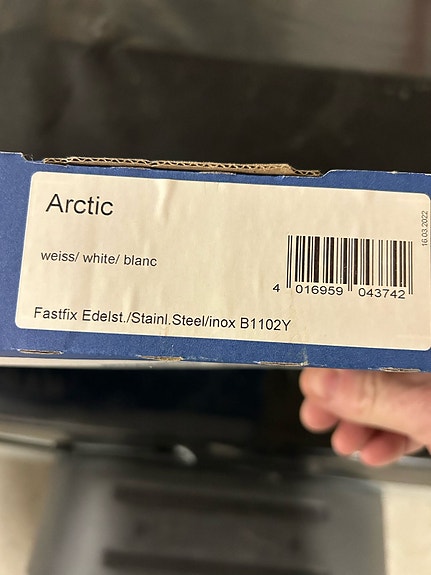 Arctic
weiss/ white/ blanc
4 016959 043742
16.03.2022
Fastfix Edelst./Stainl.Steel/inox B1102Y